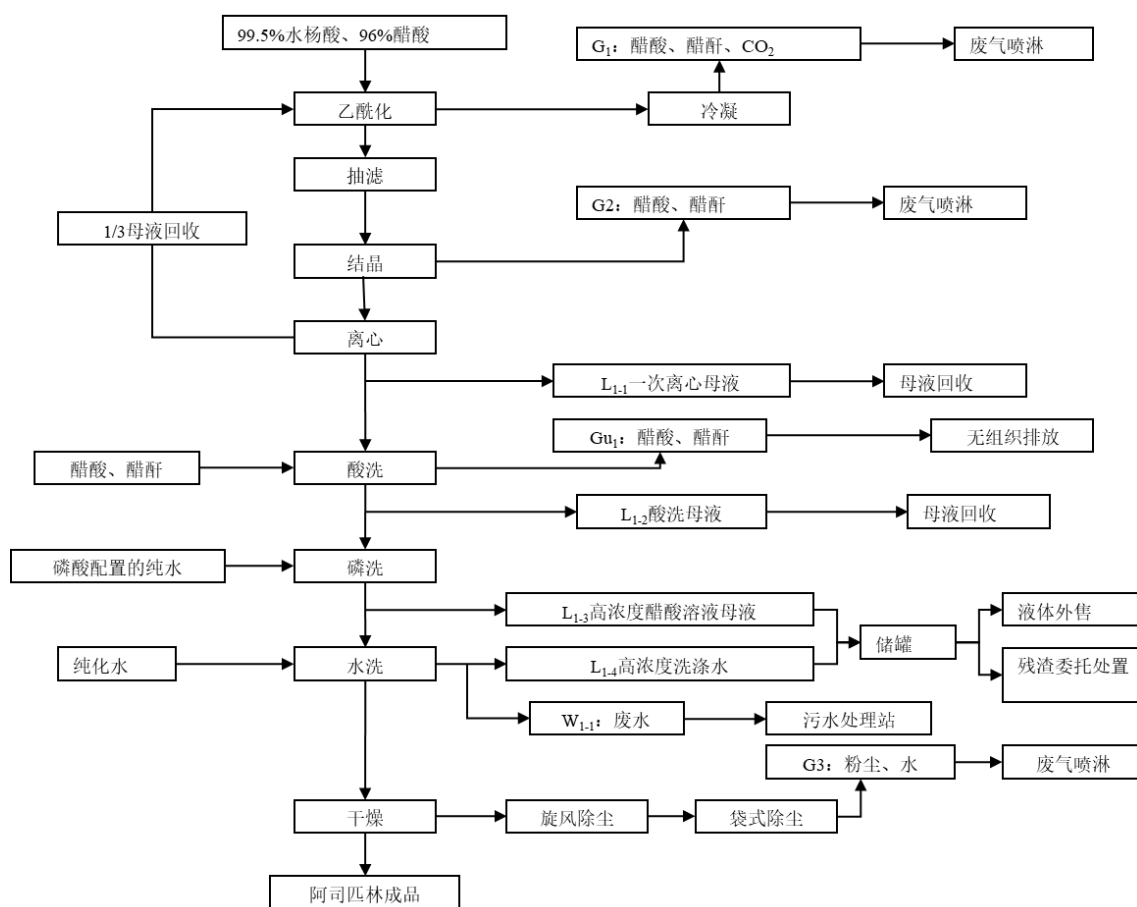 99.5%水杨酸、96%醋酸
G₁：醋酸、醋酐、CO₂
废气喷淋
乙酰化
冷凝
抽滤
1/3母液回收
G2：醋酸、醋酐
废气喷淋
结晶
离心
L₁₋₁一次离心母液
母液回收
Gu₁：醋酸、醋酐
无组织排放
醋酸、醋酐
酸洗
L₁₋₂酸洗母液
母液回收
磷酸配置的纯水
磷洗
L₁₋₃高浓度醋酸溶液母液
液体外售
储罐
纯化水
水洗
L₁₋₄高浓度洗涤水
残渣委托处置
W₁₋₁：废水
污水处理站
G3：粉尘、水
废气喷淋
干燥
旋风除尘
袋式除尘
阿司匹林成品